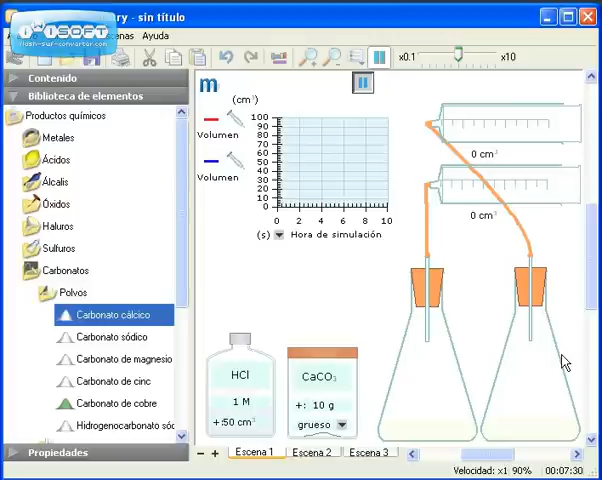 iWISOFT
flash-swf-converter.com
ry - sin título
enas Ayuda
x0.1 x10
Contenido
Biblioteca de elementos
Productos químicos
Metales
Ácidos
Álcalis
Óxidos
Haluros
Sulfuros
Carbonatos
Polvos
Carbonato cálcico
Carbonato sódico
Carbonato de magnesio
Carbonato de cinc
Carbonato de cobre
Hidrogenocarbonato sód
Propiedades
m
(cm³)
Volumen
Volumen
100
90
80
70
60
50
40
30
20
10
0
0 2 4 6 8 10
(s) Hora de simulación
0 cm³
0 cm³
HCl
1 M
+:50 cm³
CaCO₃
+: 10 g
grueso
Escena 1 Escena 2 Escena 3
Velocidad: x1 90% 00:07:30